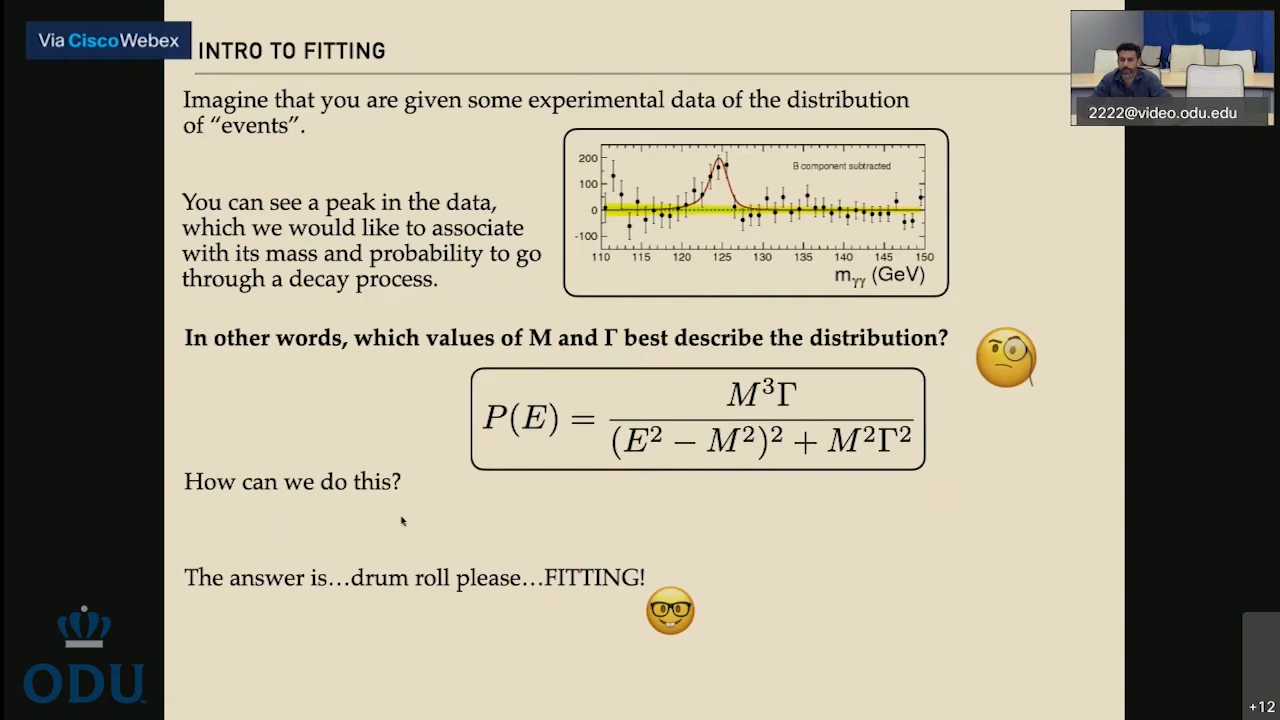 Via CiscoWebex
INTRO TO FITTING
2222@video.odu.edu
Imagine that you are given some experimental data of the distribution
of “events”.
B component subtracted
200
100
0
-100
110 115 120 125 130 135 140 145 150
mγγ (GeV)
You can see a peak in the data,
which we would like to associate
with its mass and probability to go
through a decay process.
In other words, which values of M and Γ best describe the distribution?
P(E) = M³Γ / (E² − M²)² + M²Γ²
How can we do this?
The answer is…drum roll please…FITTING!
ODU
+12